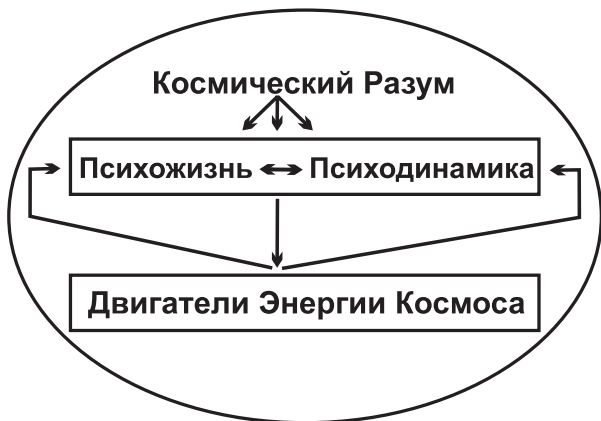 Космический Разум
Психожизнь Психодинамика
Двигатели Энергии Космоса